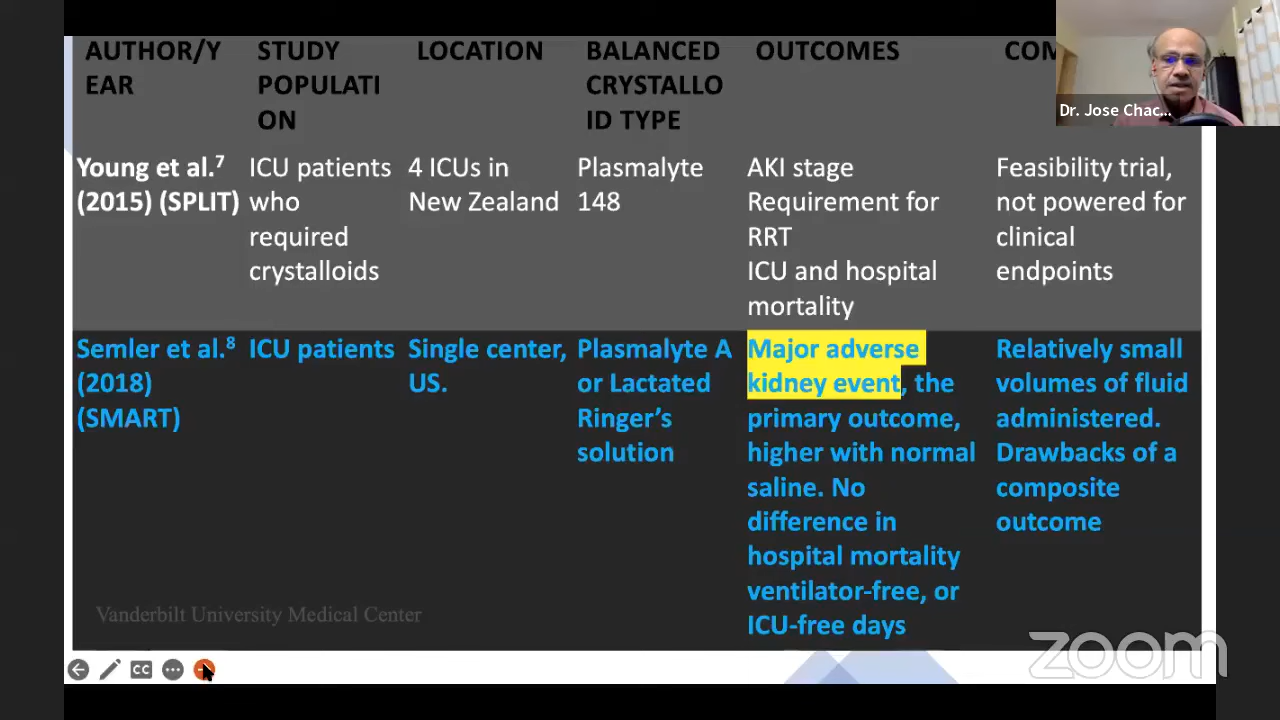 AUTHOR/Y
EAR
STUDY
POPULATI
ON
LOCATION
BALANCED
CRYSTALLO
ID TYPE
OUTCOMES
COM
Dr. Jose Chac...
Young et al.⁷
(2015) (SPLIT)
ICU patients
who
required
crystalloids
4 ICUs in
New Zealand
Plasmalyte
148
AKI stage
Requirement for
RRT
ICU and hospital
mortality
Feasibility trial,
not powered for
clinical
endpoints
Semler et al.⁸
(2018)
(SMART)
ICU patients
Single center,
US.
Plasmalyte A
or Lactated
Ringer’s
solution
Major adverse
kidney event, the
primary outcome,
higher with normal
saline. No
difference in
hospital mortality
ventilator-free, or
ICU-free days
Relatively small
volumes of fluid
administered.
Drawbacks of a
composite
outcome
Vanderbilt University Medical Center
CC
zoom